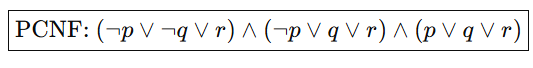 PCNF: (¬p ∨ ¬q ∨ r) ∧ (¬p ∨ q ∨ r) ∧ (p ∨ q ∨ r)